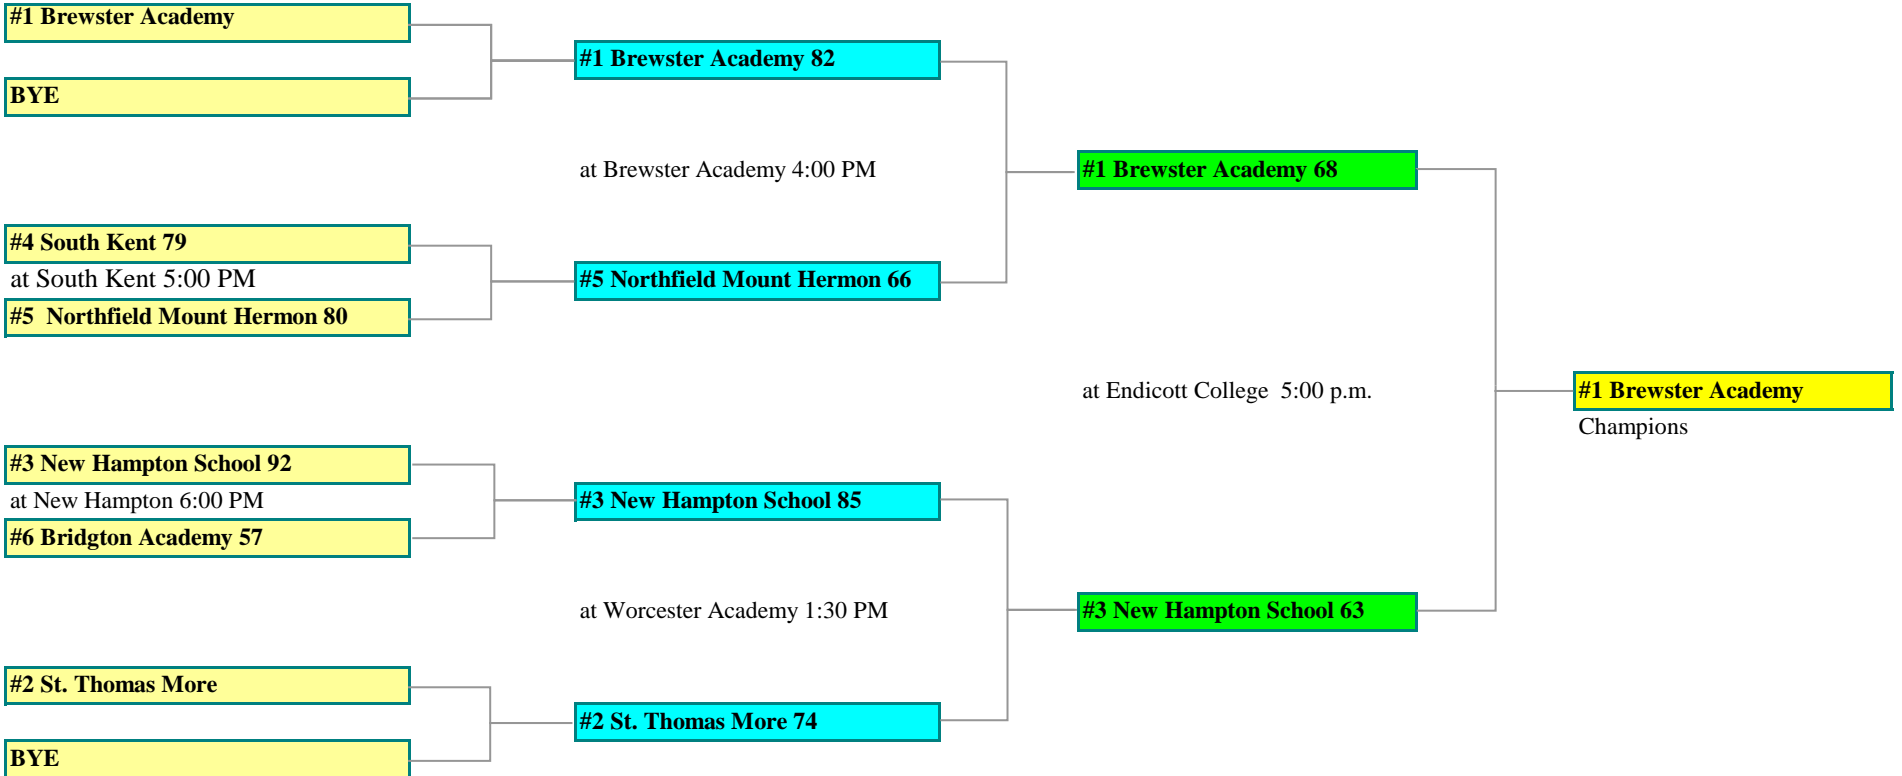 #1 Brewster Academy
BYE
#4 South Kent 79
at South Kent 5:00 PM
#5  Northfield Mount Hermon 80
#3 New Hampton School 92
at New Hampton 6:00 PM
#6 Bridgton Academy 57
#2 St. Thomas More
BYE
#1 Brewster Academy 82
at Brewster Academy 4:00 PM
#5 Northfield Mount Hermon 66
#3 New Hampton School 85
at Worcester Academy 1:30 PM
#2 St. Thomas More 74
#1 Brewster Academy 68
at Endicott College  5:00 p.m.
#3 New Hampton School 63
#1 Brewster Academy
Champions